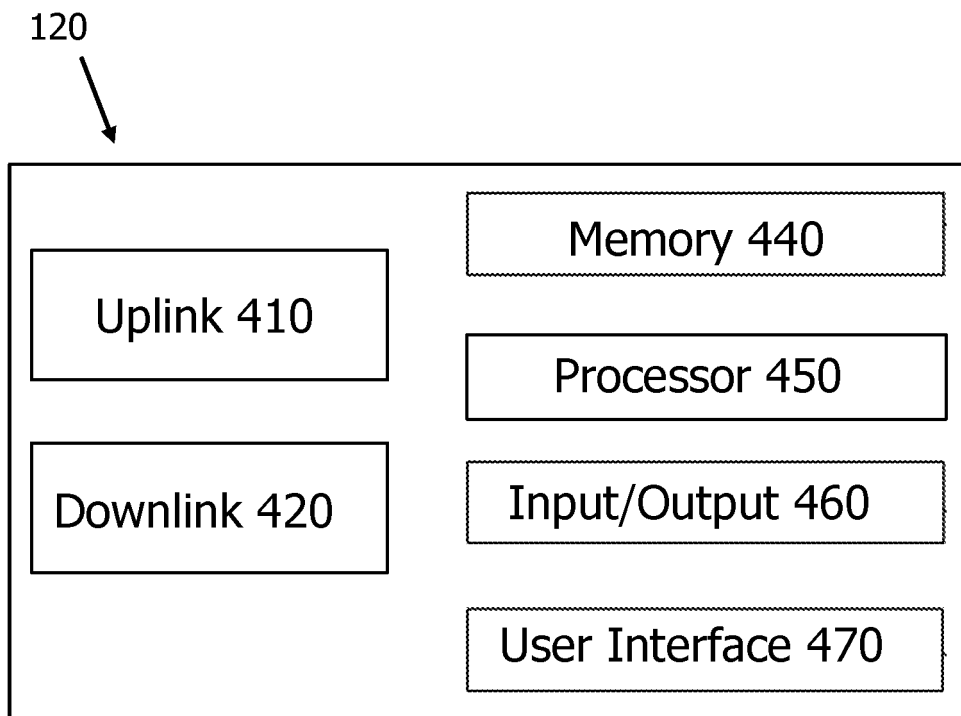 120
Uplink 410
Downlink 420
Memory 440
Processor 450
Input/Output 460
User Interface 470